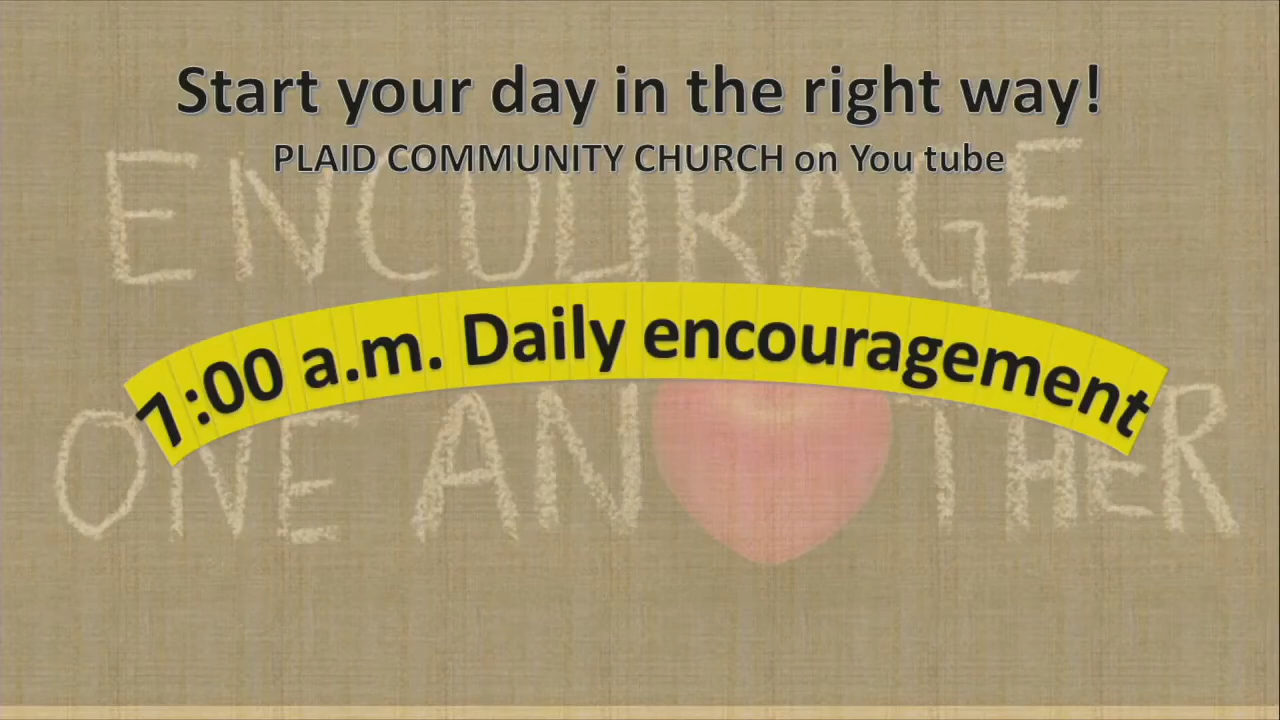 Start your day in the right way!
PLAID COMMUNITY CHURCH on You tube
ENCOURAGE
7:00 a.m. Daily encouragement
ONE ANOTHER